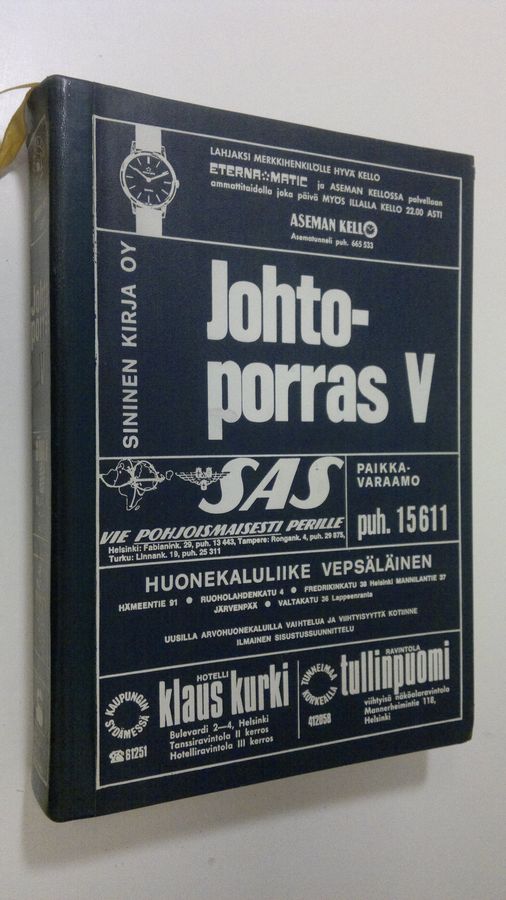 LAHJAKSI MERKKIHENKILÖLLE HYVÄ KELLO
ETERNA MATIC ja ASEMAN KELLOSSA palvellaan
ammattitaidolla joka päivä MYÖS ILLALLA KELLO 22.00 ASTI
ASEMAN KELLO
Asematunneli puh. 665 533
SININEN KIRJA OY
Johto-
porras V
SAS
VIE POHJOISMAISESTI PERILLE
Helsinki: Fabianink. 29, puh. 13 443, Tampere: Rongank. 4, puh. 29 875,
Turku: Linnank. 19, puh. 25 311
PAIKKA-
VARAAMO
puh. 15611
HUONEKALULIIKE VEPSÄLÄINEN
HÄMEENTIE 91 ● RUOHOLAHDENKATU 4 ● FREDRIKINKATU 38 Helsinki MANNILANTIE 37
JÄRVENPÄÄ ● VALTAKATU 36 Lappeenranta
UUSILLA ARVOHUONEKALUILLA VAIHTELUA JA VIIHTYISYYTTÄ KOTIINNE
ILMAINEN SISUSTUSSUUNNITTELU
KAUPUNGIN
SYDÄMESSÄ
☎ 61251
HOTELLI
klaus kurki
Bulevardi 2–4, Helsinki
Tanssiravintola II kerros
Hotelliravintola III kerros
TUNNELMAA
KORKEALLA
412058
RAVINTOLA
tullinpuomi
viihtyisä näköalaravintola
Mannerheimintie 118,
Helsinki
Johto
porras